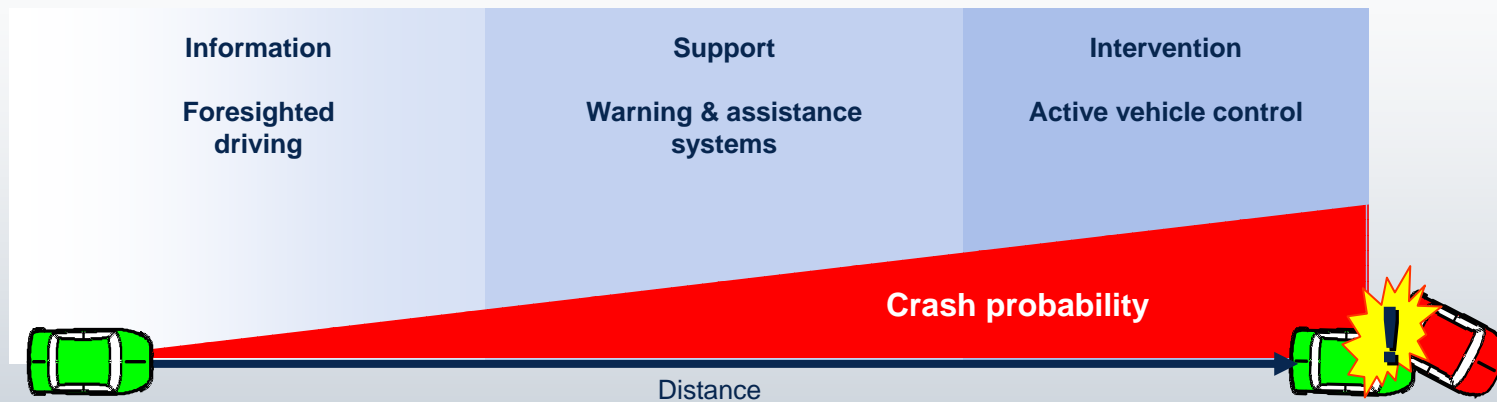 Information
Support
Intervention
Foresighted
driving
Warning & assistance
systems
Active vehicle control
Crash probability
!
Distance